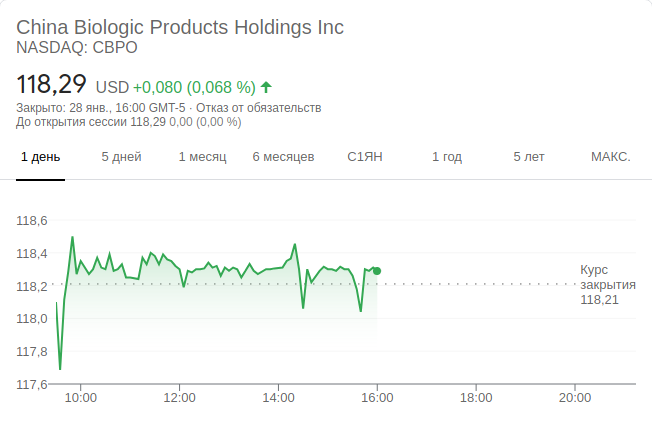 China Biologic Products Holdings Inc
NASDAQ: CBPO
118,29 USD +0,080 (0,068 %)
Закрыто: 28 янв., 16:00 GMT-5 · Отказ от обязательств
До открытия сессии 118,29 0,00 (0,00 %)
1 день 5 дней 1 месяц 6 месяцев С1ЯН 1 год 5 лет МАКС.
118,6
118,4
118,2
118,0
117,8
117,6
Курс
закрытия
118,21
10:00 12:00 14:00 16:00 18:00 20:00